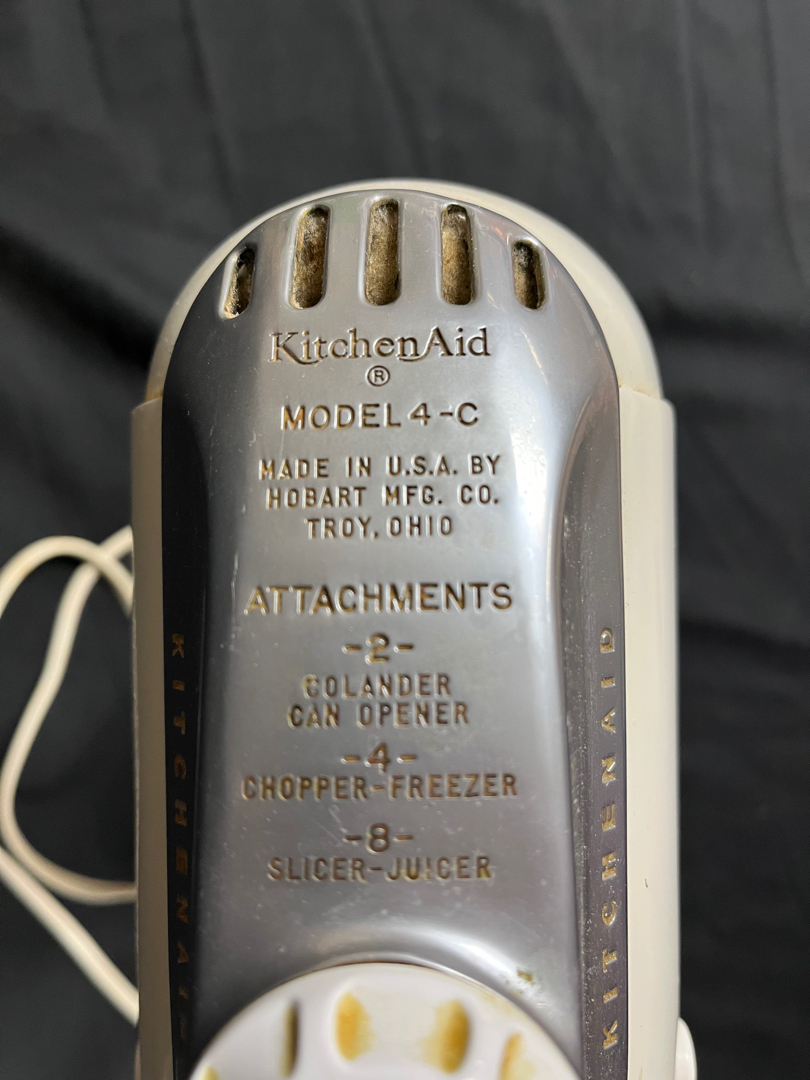 KitchenAid
®
MODEL 4-C
MADE IN U.S.A. BY
HOBART MFG. CO.
TROY, OHIO
ATTACHMENTS
-2-
COLANDER
CAN OPENER
-4-
CHOPPER-FREEZER
-8-
SLICER-JUICER
KITCHENAID
KITCHENAID